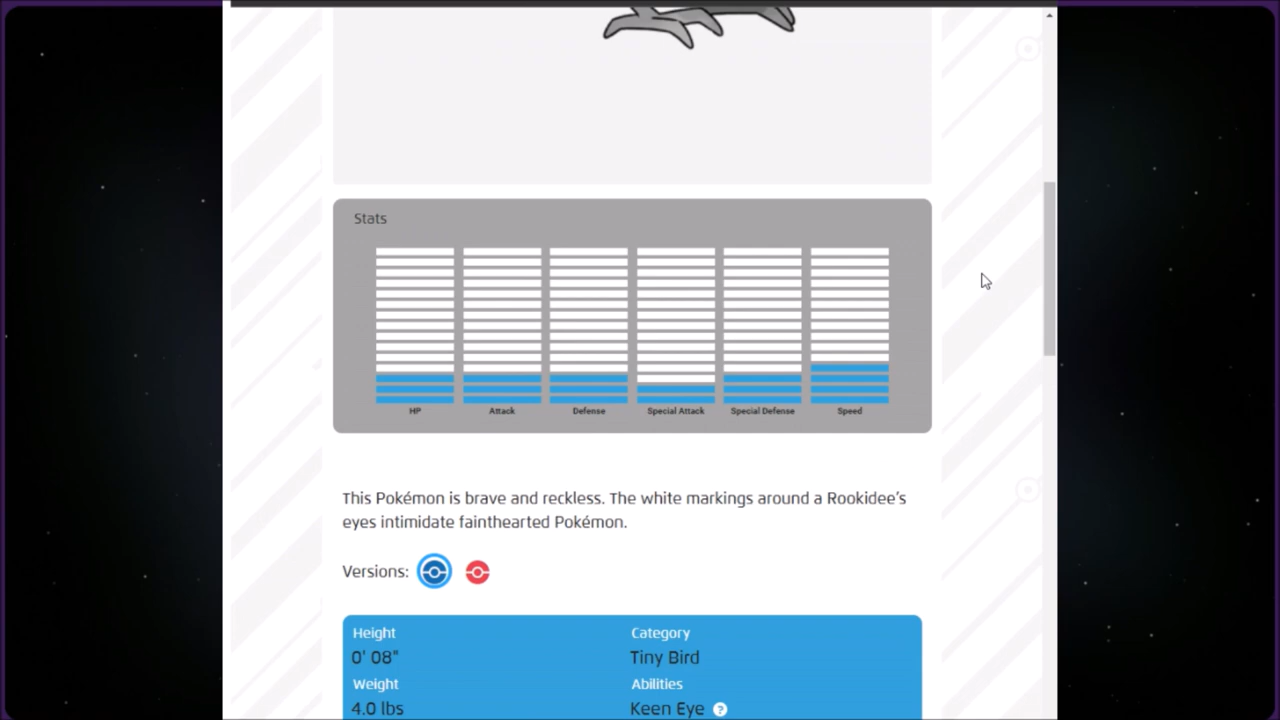 Stats
HP Attack Defense Special Attack Special Defense Speed
This Pokémon is brave and reckless. The white markings around a Rookidee's
eyes intimidate fainthearted Pokémon.
Versions:
Height
0' 08"
Category
Tiny Bird
Weight
4.0 lbs
Abilities
Keen Eye ?